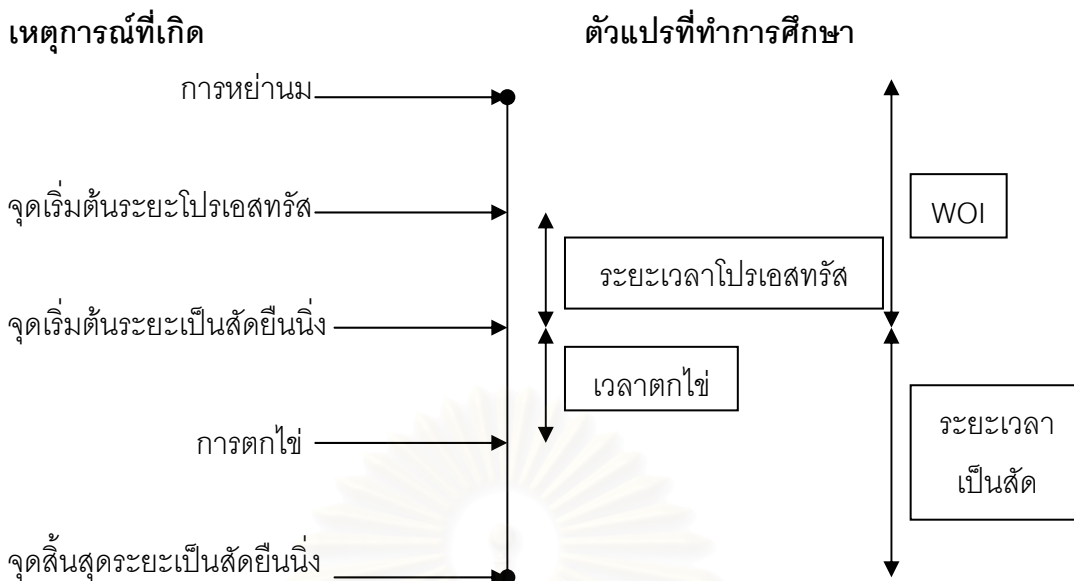 เหตุการณ์ที่เกิด
ตัวแปรที่ทำการศึกษา
การหย่านม
จุดเริ่มต้นระยะโปรเอสทรัส
WOI
ระยะเวลาโปรเอสทรัส
จุดเริ่มต้นระยะเป็นสัดยืนนิ่ง
เวลาตกไข่
การตกไข่
ระยะเวลา
เป็นสัด
จุดสิ้นสุดระยะเป็นสัดยืนนิ่ง